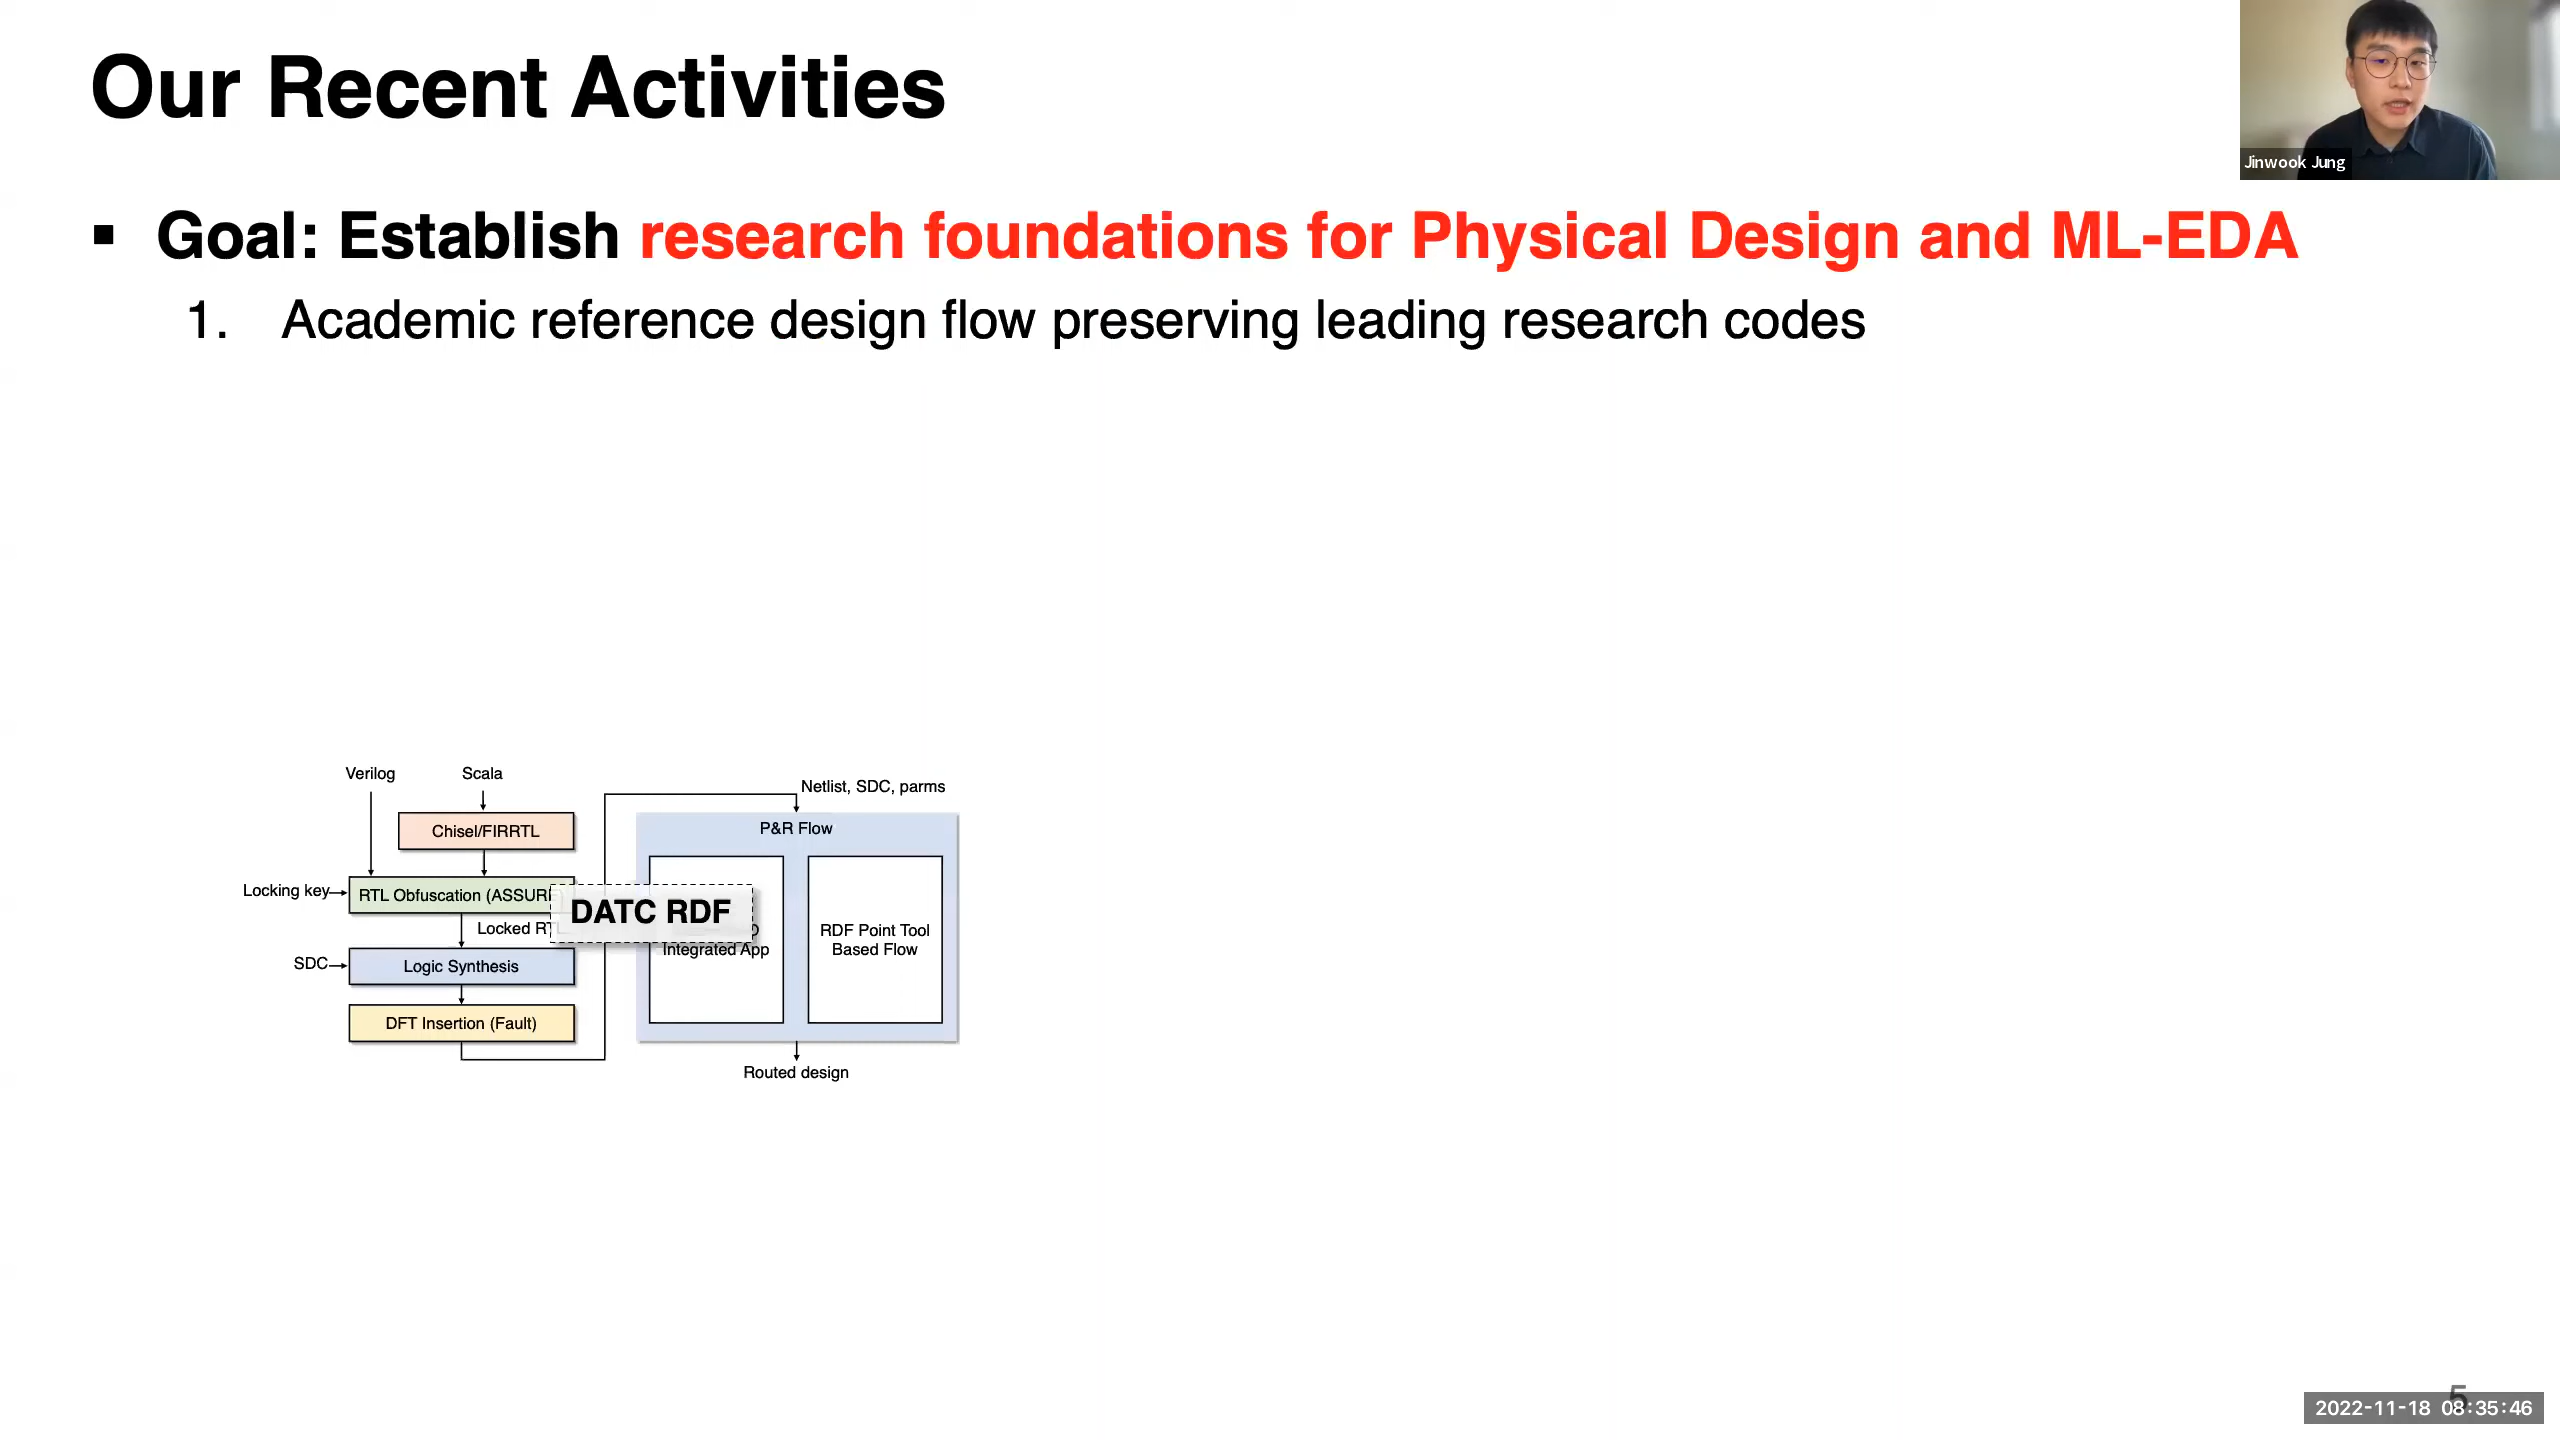 Our Recent Activities
Jinwook Jung
▪ Goal: Establish research foundations for Physical Design and ML-EDA
1. Academic reference design flow preserving leading research codes
Verilog
Scala
Netlist, SDC, parms
Chisel/FIRRTL
P&R Flow
Locking key
RTL Obfuscation (ASSURE
DATC RDF
Locked RTL
Integrated App
RDF Point Tool
Based Flow
SDC
Logic Synthesis
DFT Insertion (Fault)
Routed design
5
2022-11-18 08:35:46